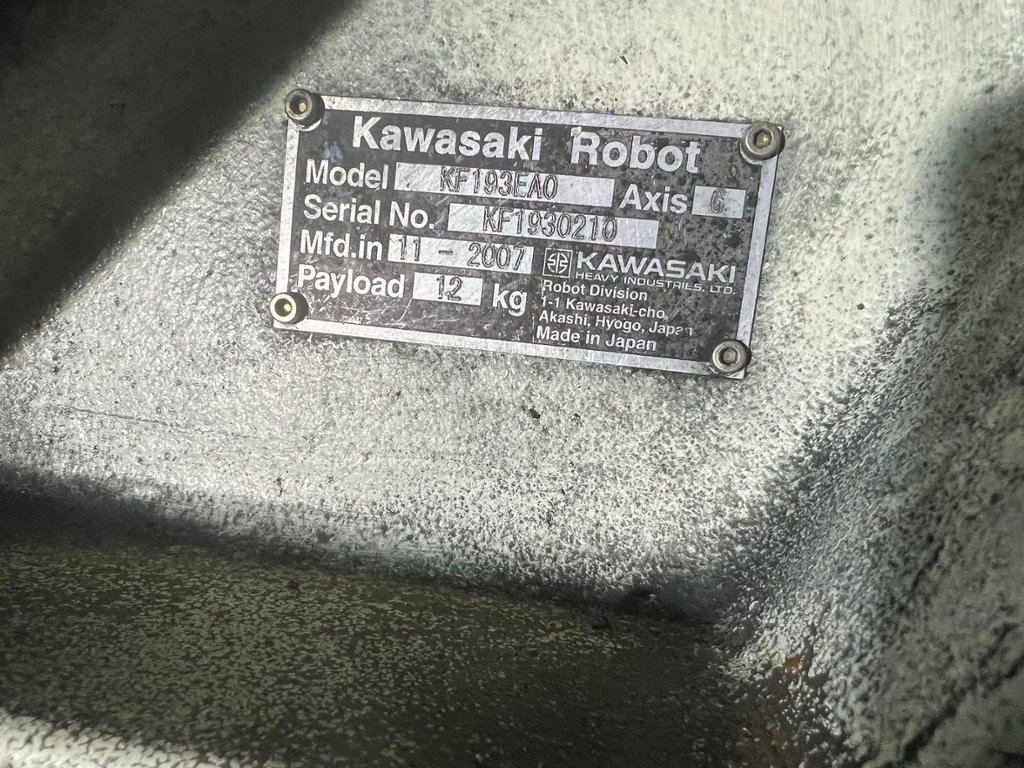 Kawasaki Robot
Model KF193EA0 Axis 6
Serial No. KF1930210
Mfd.in 11 - 2007
Payload 12 kg
KAWASAKI
HEAVY INDUSTRIES. LTD.
Robot Division
1-1 Kawasaki-cho
Akashi, Hyogo, Japan
Made in Japan